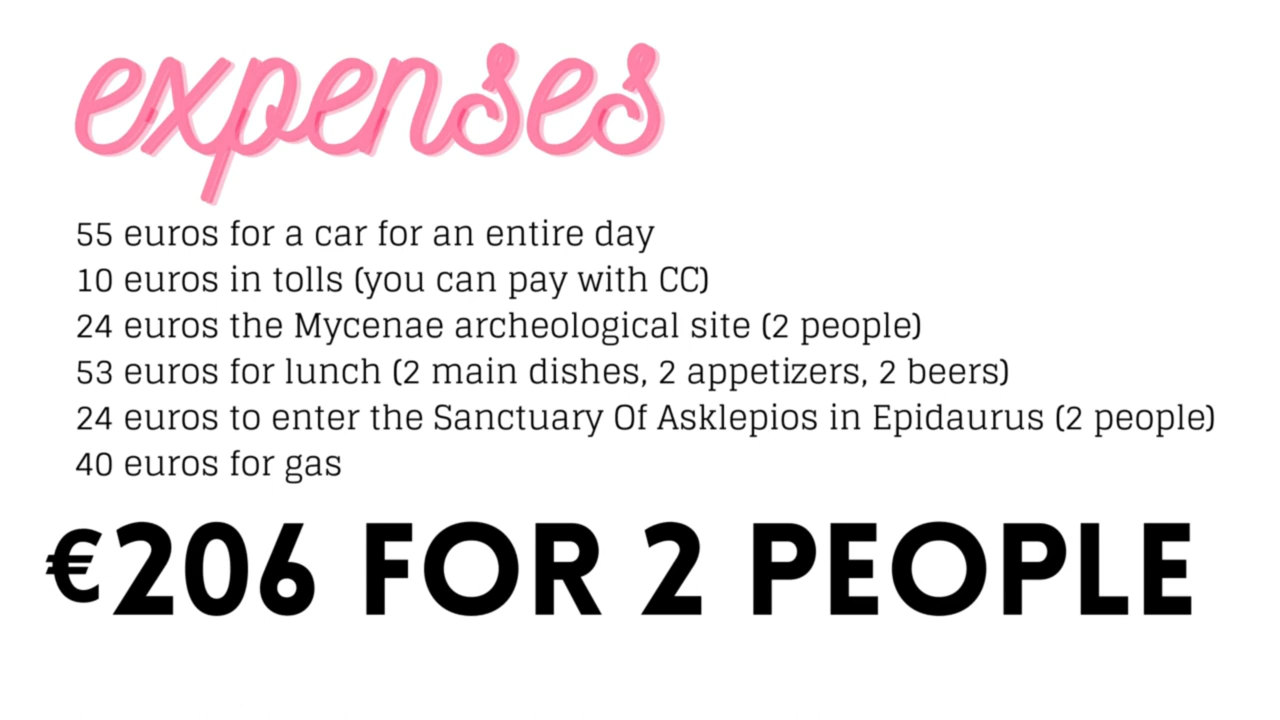 expenses
55 euros for a car for an entire day
10 euros in tolls (you can pay with CC)
24 euros the Mycenae archeological site (2 people)
53 euros for lunch (2 main dishes, 2 appetizers, 2 beers)
24 euros to enter the Sanctuary Of Asklepios in Epidaurus (2 people)
40 euros for gas
€206 FOR 2 PEOPLE